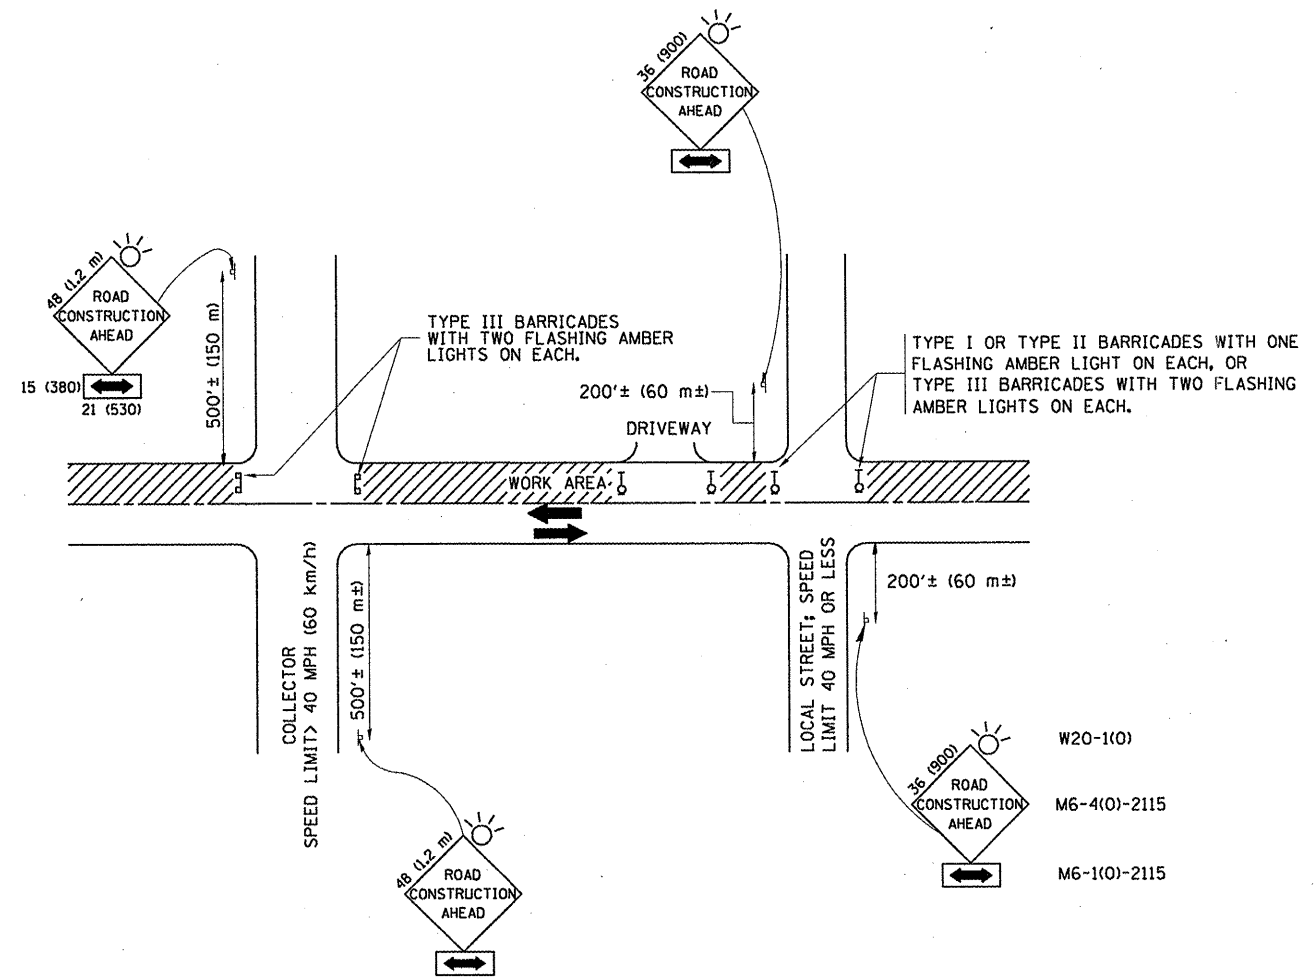 36 (900)
ROAD
CONSTRUCTION
AHEAD
48 (1.2 m)
ROAD
CONSTRUCTION
AHEAD
15 (380)
21 (530)
500'± (150 m)
TYPE III BARRICADES
WITH TWO FLASHING AMBER
LIGHTS ON EACH.
200'± (60 m±)
DRIVEWAY
TYPE I OR TYPE II BARRICADES WITH ONE
FLASHING AMBER LIGHT ON EACH, OR
TYPE III BARRICADES WITH TWO FLASHING
AMBER LIGHTS ON EACH.
WORK AREA
COLLECTOR
SPEED LIMIT> 40 MPH (60 km/h)
500'± (150 m±)
LOCAL STREET; SPEED
LIMIT 40 MPH OR LESS
200'± (60 m±)
48 (1.2 m)
ROAD
CONSTRUCTION
AHEAD
36 (900)
ROAD
CONSTRUCTION
AHEAD
W20-1(O)
M6-4(O)-2115
M6-1(O)-2115